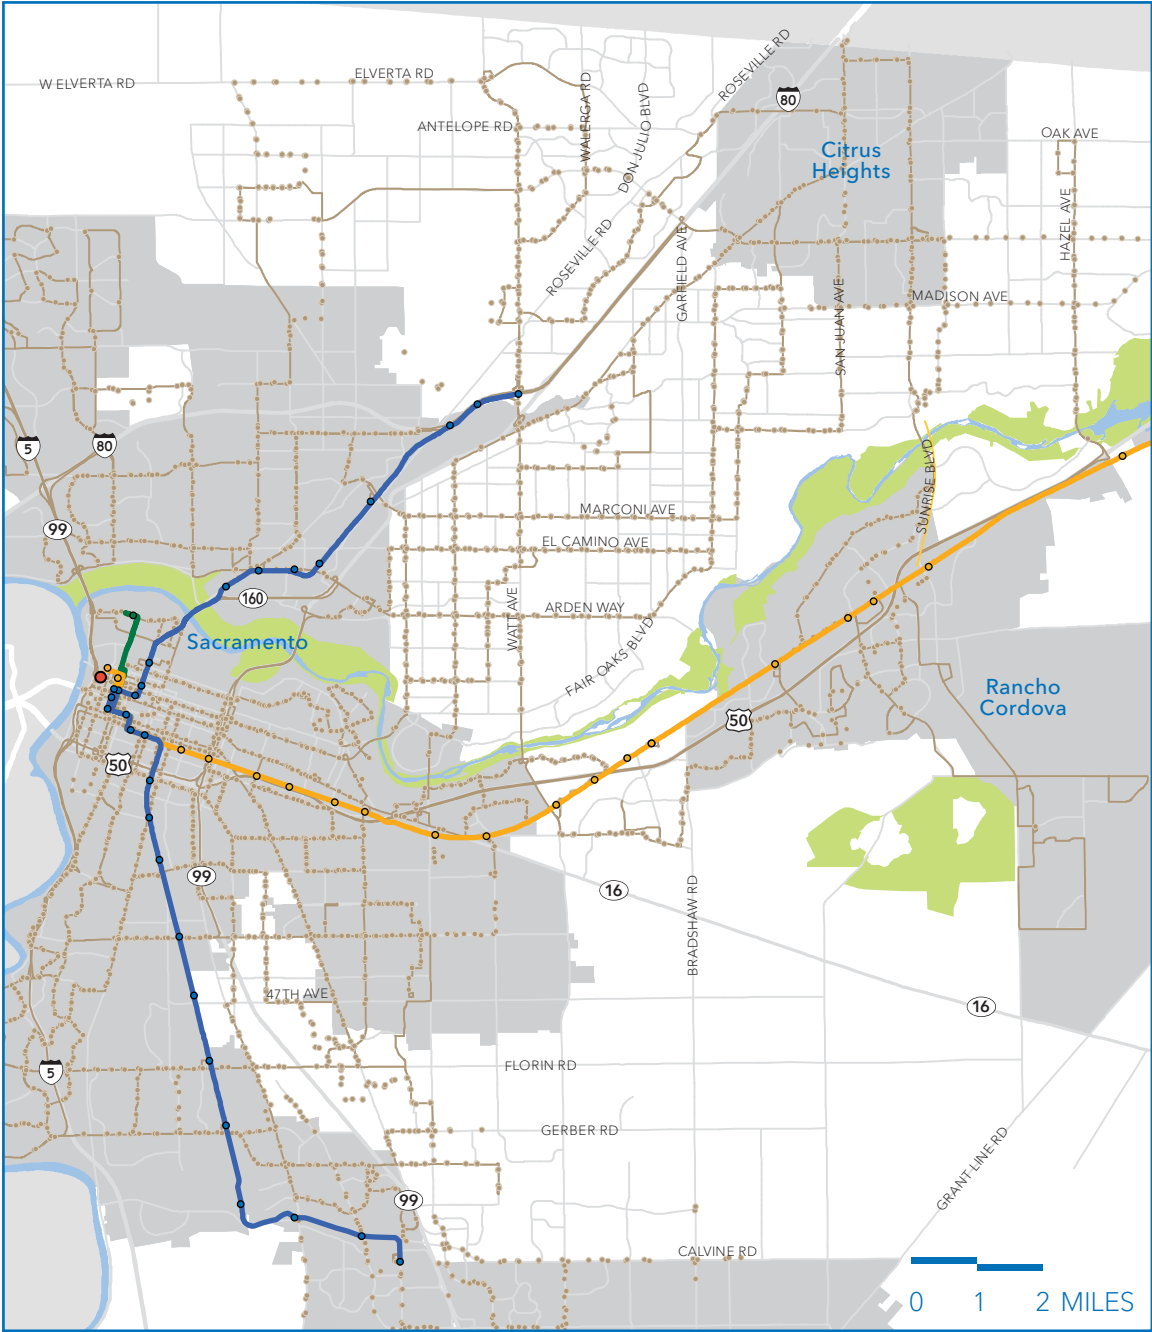 ROSEVILLE RD
W ELVERTA RD
ELVERTA RD
80
WALERGA RD
DON JULIO BLVD
ANTELOPE RD
OAK AVE
Citrus
Heights
HAZEL AVE
ROSEVILLE RD
GARFIELD AVE
SAN JUAN AVE
MADISON AVE
5
80
SUNRISE BLVD
99
MARCONI AVE
EL CAMINO AVE
160
WATT AVE
ARDEN WAY
Sacramento
FAIR OAKS BLVD
Rancho
Cordova
50
50
99
16
BRADSHAW RD
47TH AVE
16
5
FLORIN RD
GERBER RD
GRANT LINE RD
99
CALVINE RD
0 1 2 MILES